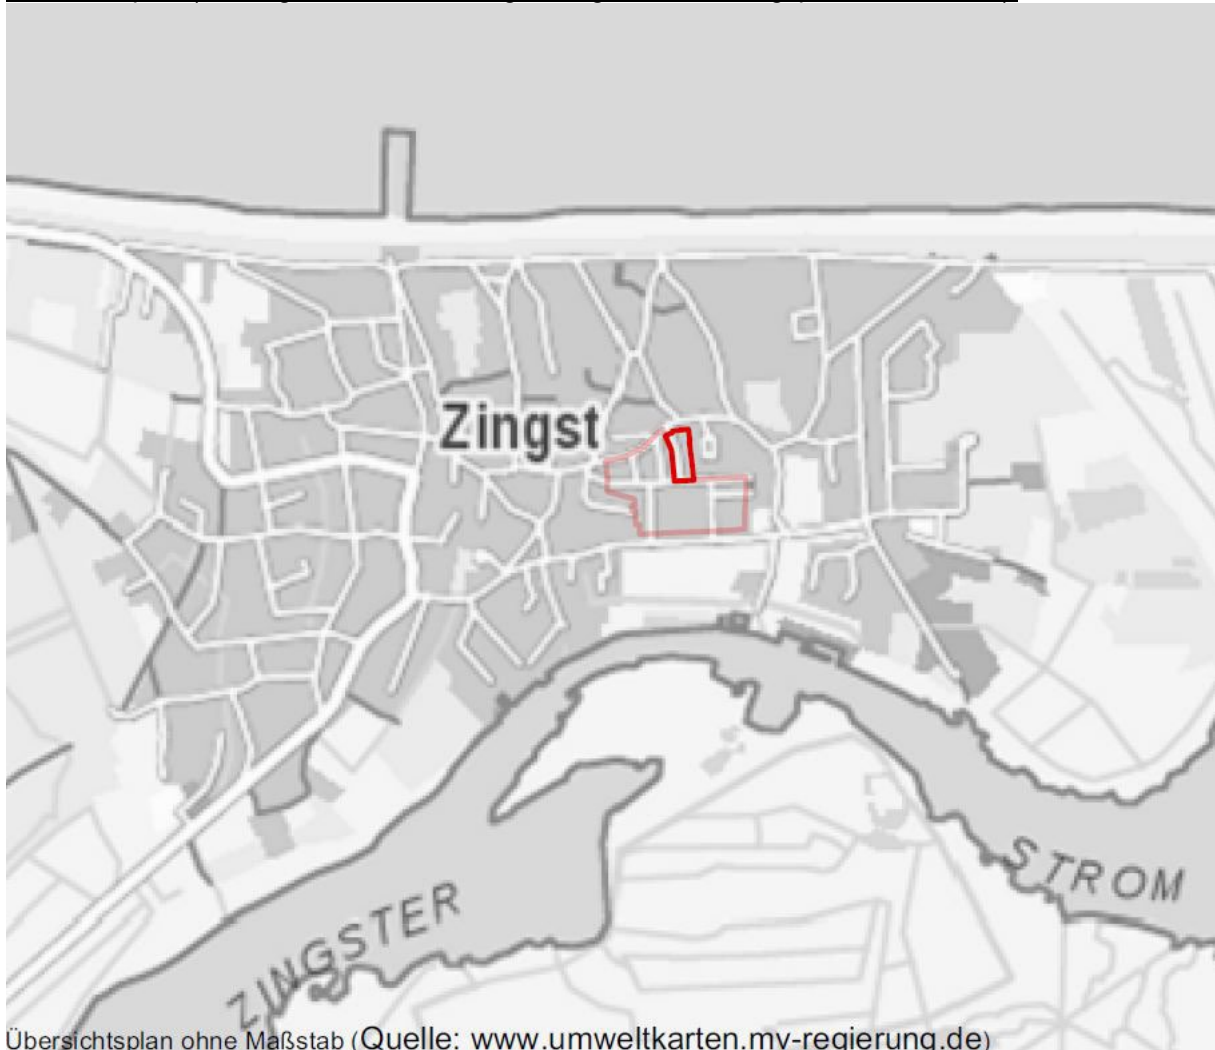 Zingst
STROM
ZINGSTER
Übersichtsplan ohne Maßstab (Quelle: www.umweltkarten.mv-regierung.de)